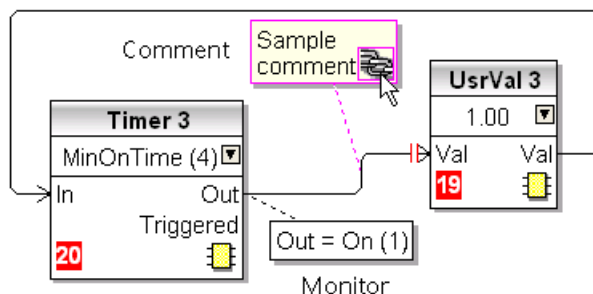 Comment
Sample
comment
UsrVal 3
1.00
Val Val
19
Timer 3
MinOnTime (4)
In Out
Triggered
20
Out = On (1)
Monitor